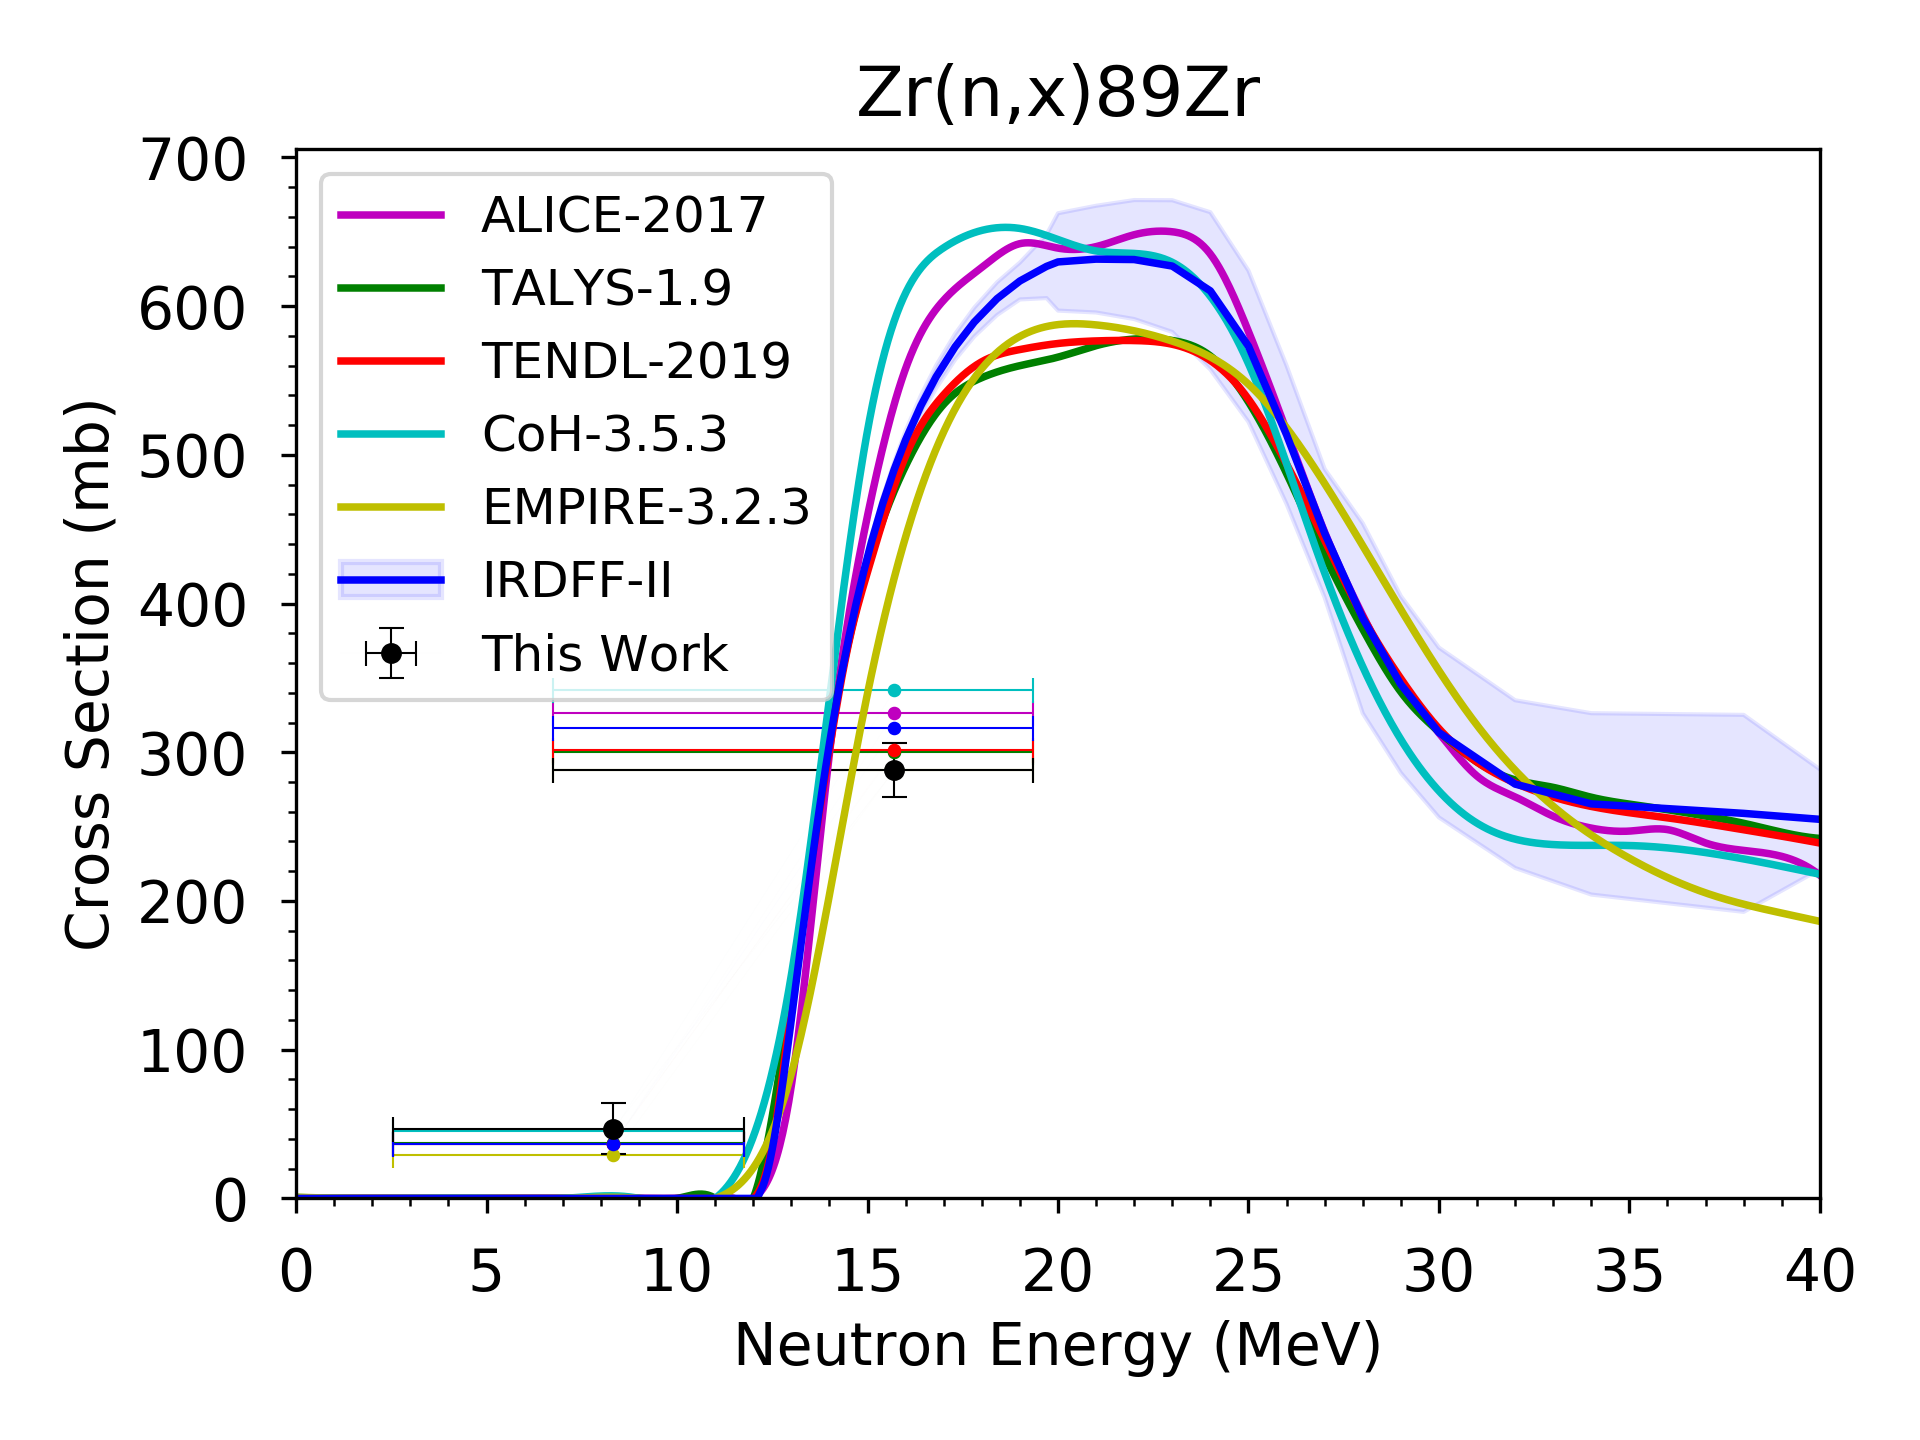 Zr(n,x)89Zr
700
600
500
400
300
200
100
0
Cross Section (mb)
ALICE-2017
TALYS-1.9
TENDL-2019
CoH-3.5.3
EMPIRE-3.2.3
IRDFF-II
This Work
0 5 10 15 20 25 30 35 40
Neutron Energy (MeV)